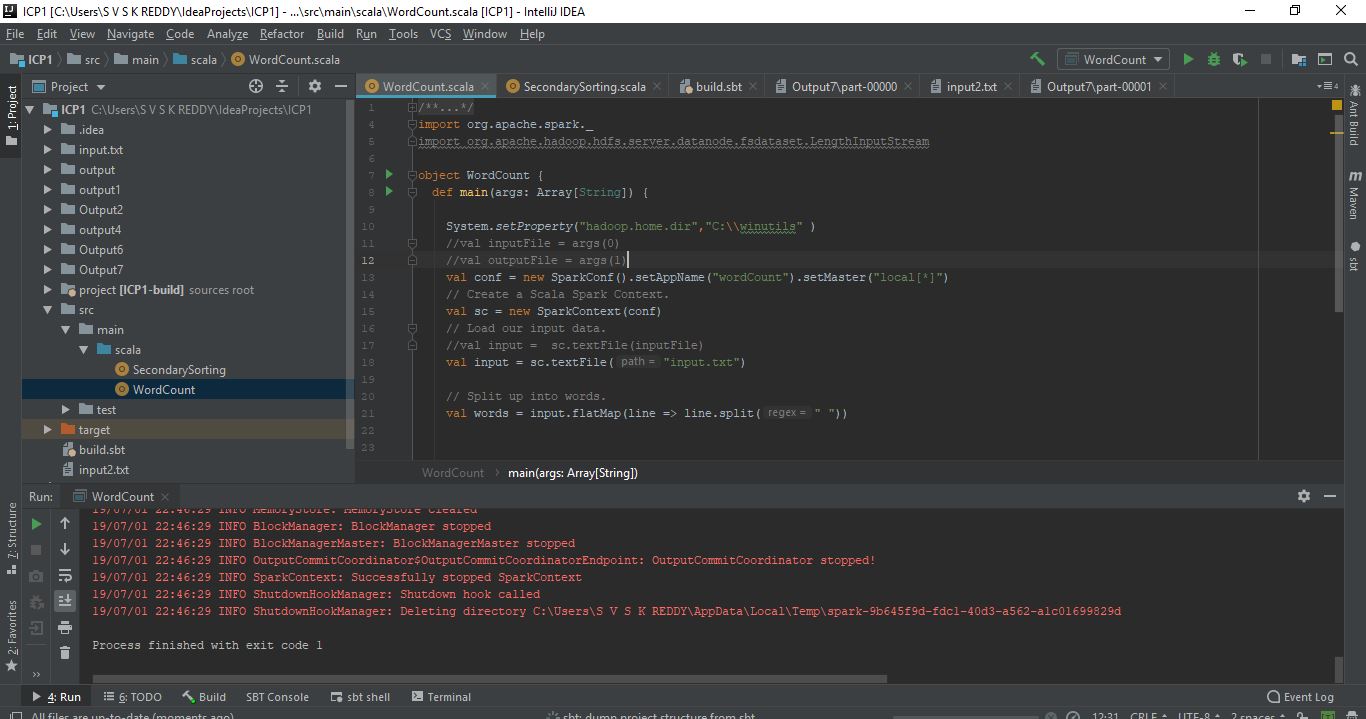 ICP1 [C:\Users\S V S K REDDY\IdeaProjects\ICP1] - ...\src\main\scala\WordCount.scala [ICP1] - IntelliJ IDEA
File Edit View Navigate Code Analyze Refactor Build Run Tools VCS Window Help
ICP1 src main scala WordCount.scala WordCount
Project
WordCount.scala SecondarySorting.scala build.sbt Output7\part-00000 input2.txt Output7\part-00001 4
1: Project
ICP1 C:\Users\S V S K REDDY\IdeaProjects\ICP1
.idea
input.txt
output
output1
Output2
output4
Output6
Output7
project [ICP1-build] sources root
src
main
scala
SecondarySorting
WordCount
test
target
build.sbt
input2.txt
1 /**...*/
4 import org.apache.spark._
5 import org.apache.hadoop.hdfs.server.datanode.fsdataset.LengthInputStream
6
7 object WordCount {
8 def main(args: Array[String]) {
9
10 System.setProperty("hadoop.home.dir","C:\\winutils" )
11 //val inputFile = args(0)
12 //val outputFile = args(1)
13 val conf = new SparkConf().setAppName("wordCount").setMaster("local[*]")
14 // Create a Scala Spark Context.
15 val sc = new SparkContext(conf)
16 // Load our input data.
17 //val input =  sc.textFile(inputFile)
18 val input = sc.textFile( path = "input.txt")
19
20 // Split up into words.
21 val words = input.flatMap(line => line.split( regex = " "))
22
23
WordCount main(args: Array[String])
Ant Build
Maven
sbt
Run: WordCount
19/07/01 22:46:29 INFO MemoryStore: MemoryStore cleared
19/07/01 22:46:29 INFO BlockManager: BlockManager stopped
19/07/01 22:46:29 INFO BlockManagerMaster: BlockManagerMaster stopped
19/07/01 22:46:29 INFO OutputCommitCoordinator$OutputCommitCoordinatorEndpoint: OutputCommitCoordinator stopped!
19/07/01 22:46:29 INFO SparkContext: Successfully stopped SparkContext
19/07/01 22:46:29 INFO ShutdownHookManager: Shutdown hook called
19/07/01 22:46:29 INFO ShutdownHookManager: Deleting directory C:\Users\S V S K REDDY\AppData\Local\Temp\spark-9b645f9d-fdc1-40d3-a562-a1c01699829d
Process finished with exit code 1
7: Structure
2: Favorites
4: Run 6: TODO Build SBT Console sbt shell Terminal Event Log
All files are up-to-date (moments ago) sbt: dump project structure from sbt 12:31 CRLF UTF-8 2 spaces